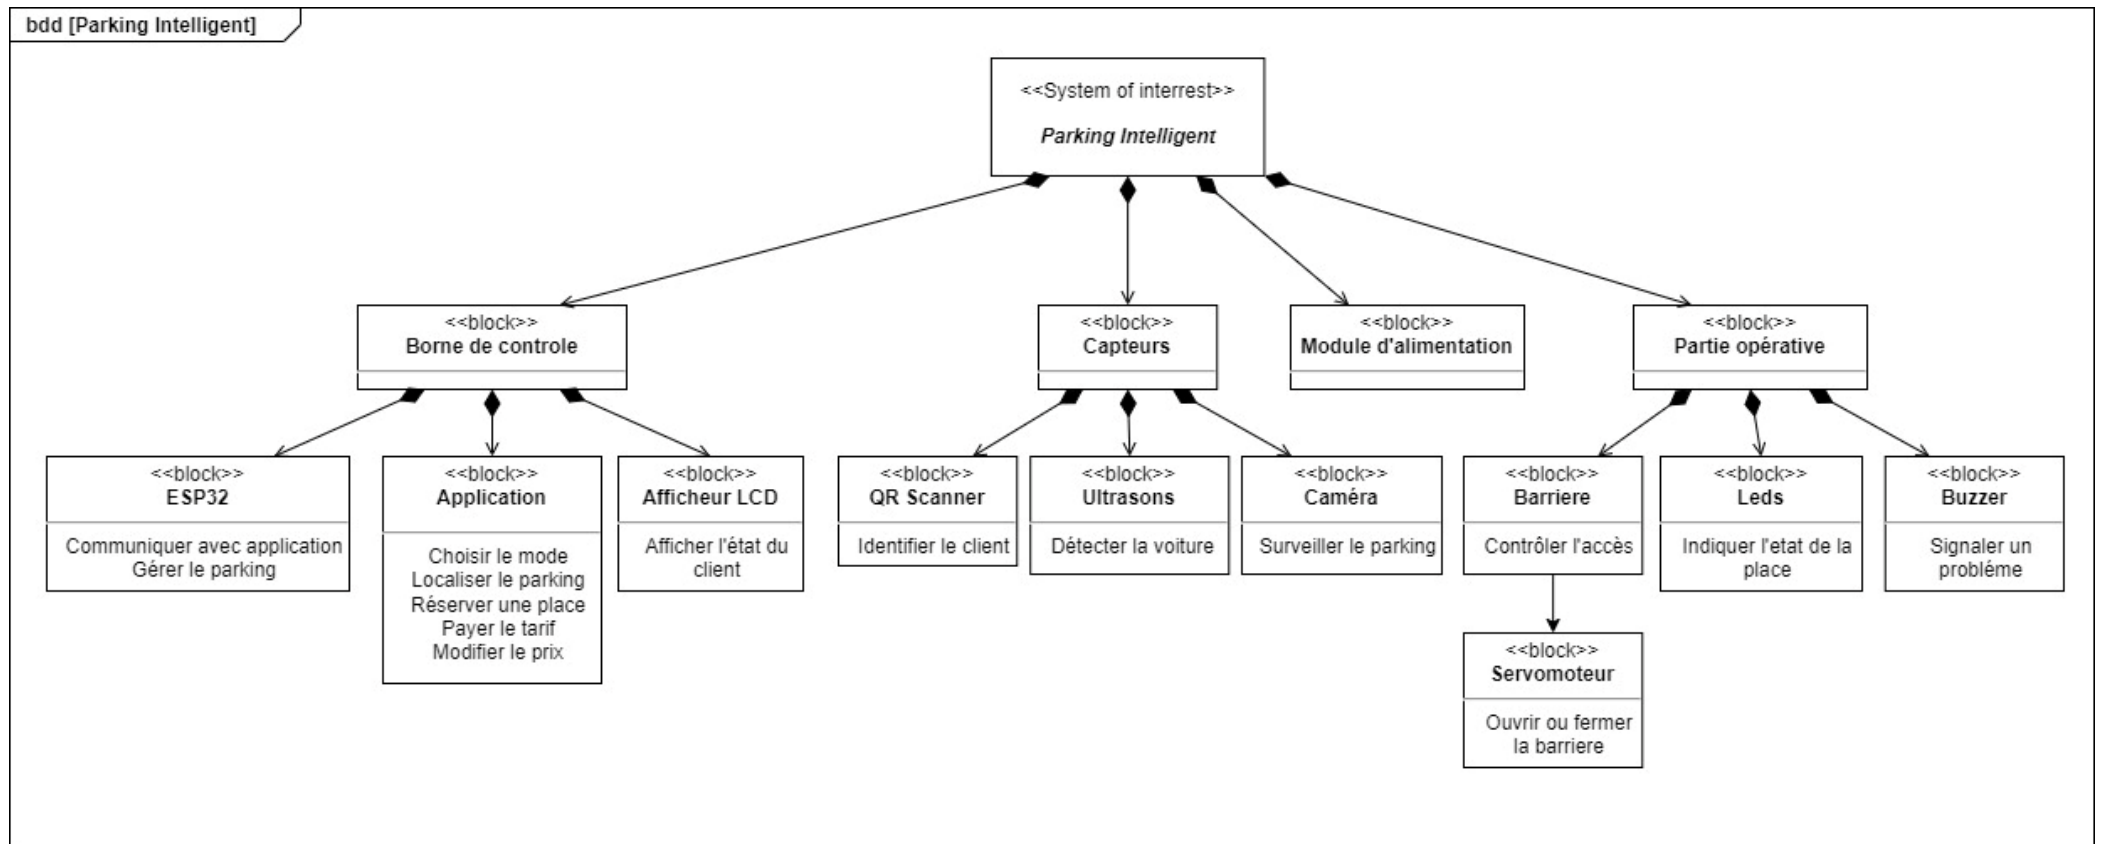 bdd [Parking Intelligent]
<<System of interrest>>
Parking Intelligent
<<block>>
Borne de controle
<<block>>
Capteurs
<<block>>
Module d'alimentation
<<block>>
Partie opérative
<<block>>
ESP32
Communiquer avec application
Gérer le parking
<<block>>
Application
Choisir le mode
Localiser le parking
Réserver une place
Payer le tarif
Modifier le prix
<<block>>
Afficheur LCD
Afficher l'état du
client
<<block>>
QR Scanner
Identifier le client
<<block>>
Ultrasons
Détecter la voiture
<<block>>
Caméra
Surveiller le parking
<<block>>
Barriere
Contrôler l'accès
<<block>>
Leds
Indiquer l'etat de la
place
<<block>>
Buzzer
Signaler un
probléme
<<block>>
Servomoteur
Ouvrir ou fermer
la barriere